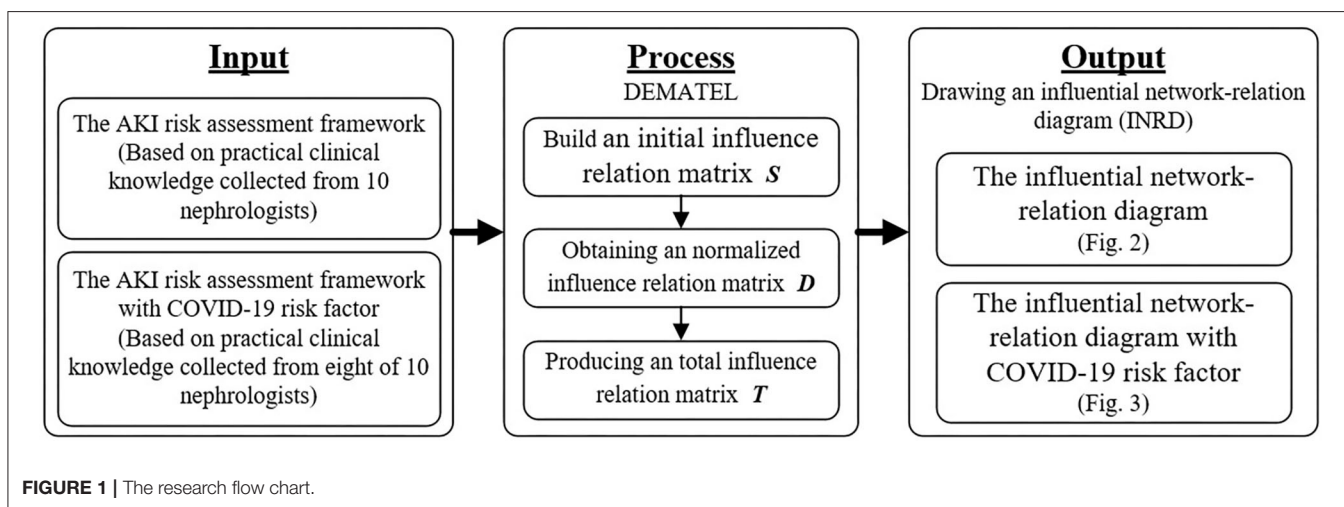 Input
The AKI risk assessment framework
(Based on practical clinical
knowledge collected from 10
nephrologists)
The AKI risk assessment framework
with COVID-19 risk factor
(Based on practical clinical
knowledge collected from eight of 10
nephrologists)
Process
DEMATEL
Build an initial influence
relation matrix S
Obtaining an normalized
influence relation matrix D
Producing an total influence
relation matrix T
Output
Drawing an influential network-relation
diagram (INRD)
The influential network-
relation diagram
(Fig. 2)
The influential network-
relation diagram with
COVID-19 risk factor
(Fig. 3)
FIGURE 1 | The research flow chart.